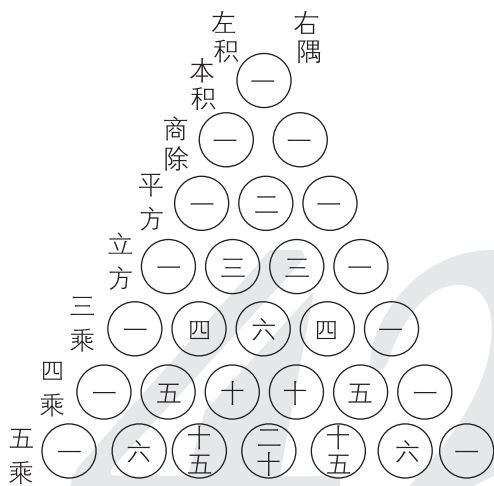 左积 右隅
本积 一
商除 一 一
平方 一 二 一
立方 一 三 三 一
三乘 一 四 六 四 一
四乘 一 五 十 十 五 一
五乘 一 六 十五 二十 十五 六 一